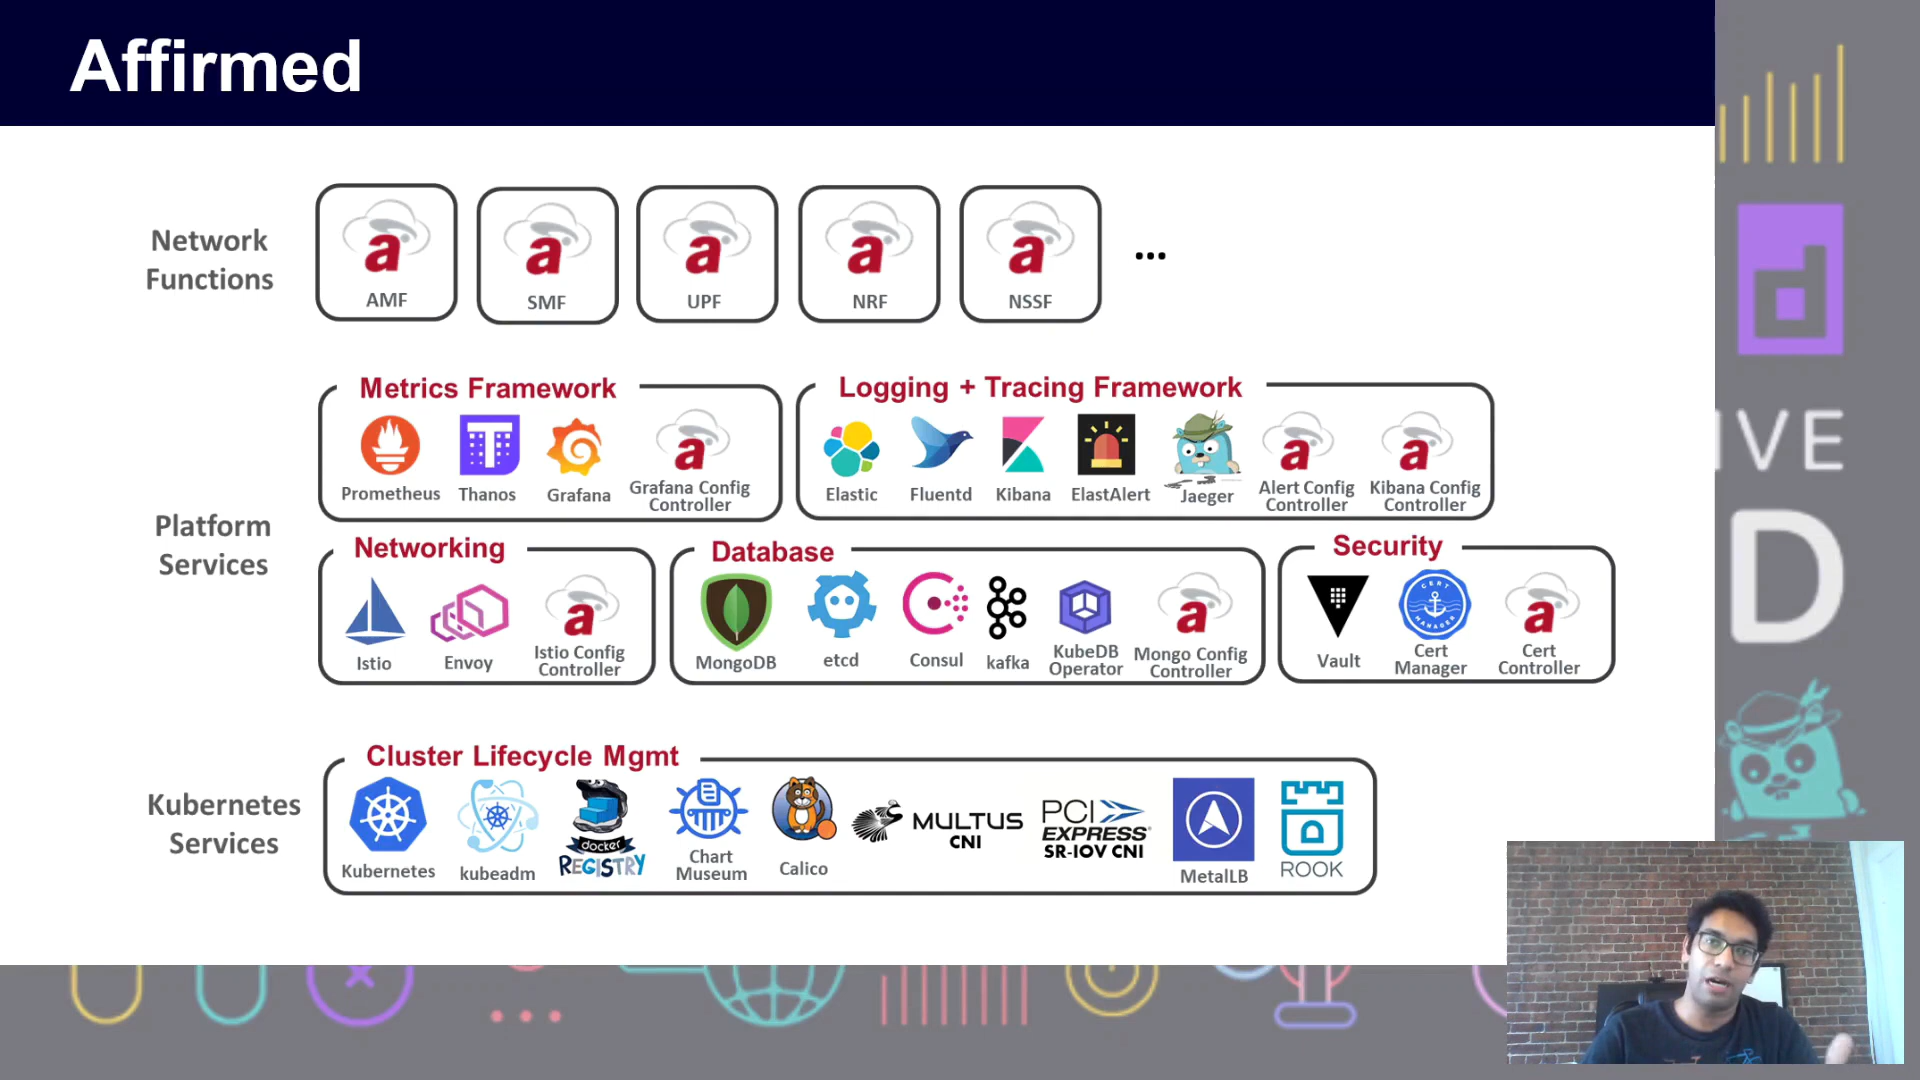 Affirmed
Network
Functions
a
AMF
a
SMF
a
UPF
a
NRF
a
NSSF
...
Platform
Services
Metrics Framework
Prometheus
T
Thanos
Grafana
a
Grafana Config
Controller
Logging + Tracing Framework
Elastic
Fluentd
Kibana
ElastAlert
Jaeger
a
Alert Config
Controller
a
Kibana Config
Controller
Networking
Istio
Envoy
a
Istio Config
Controller
Database
MongoDB
etcd
Consul
kafka
KubeDB
Operator
a
Mongo Config
Controller
Security
Vault
CERT
MANAGER
Cert
Manager
a
Cert
Controller
Kubernetes
Services
Cluster Lifecycle Mgmt
Kubernetes
kubeadm
docker
REGISTRY
Chart
Museum
Calico
MULTUS
CNI
PCI
EXPRESS®
SR-IOV CNI
MetalLB
ROOK
d
IVE
D